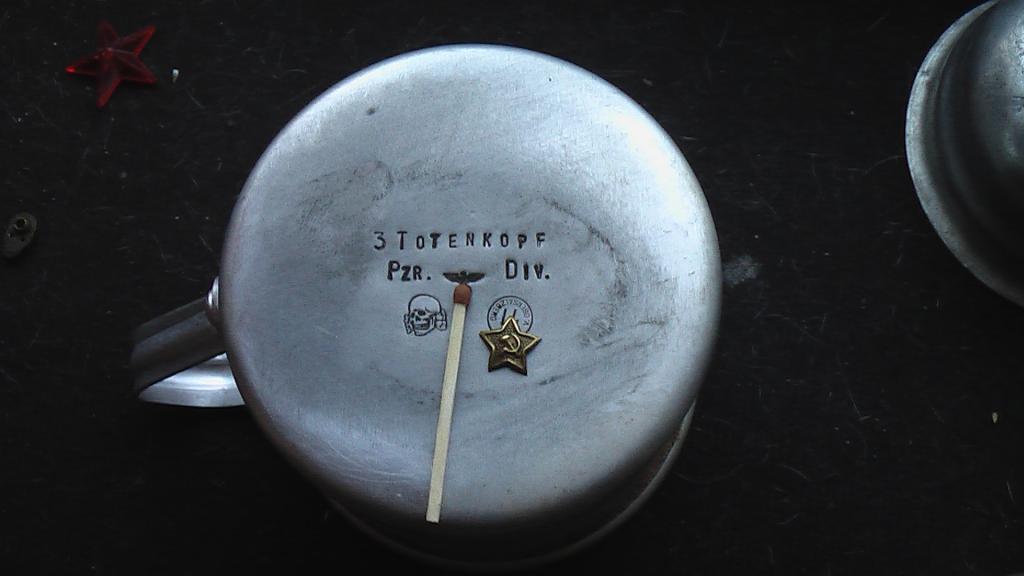 3 TOTENKOPF
PZR. DIV.